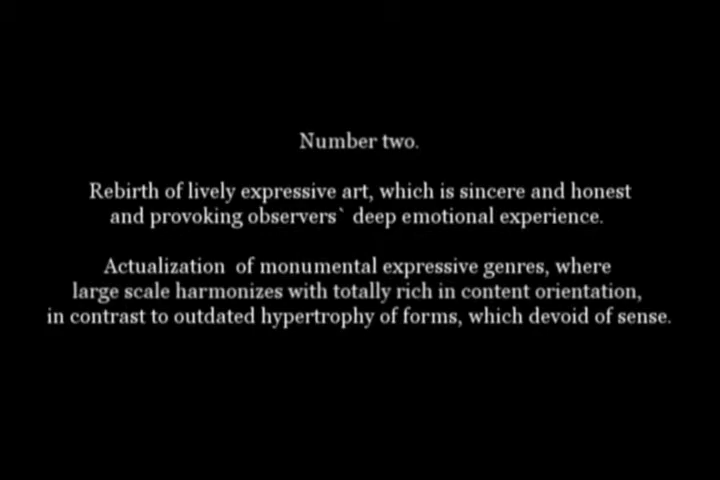 Number two.
Rebirth of lively expressive art, which is sincere and honest
and provoking observers` deep emotional experience.
Actualization of monumental expressive genres, where
large scale harmonizes with totally rich in content orientation,
in contrast to outdated hypertrophy of forms, which devoid of sense.